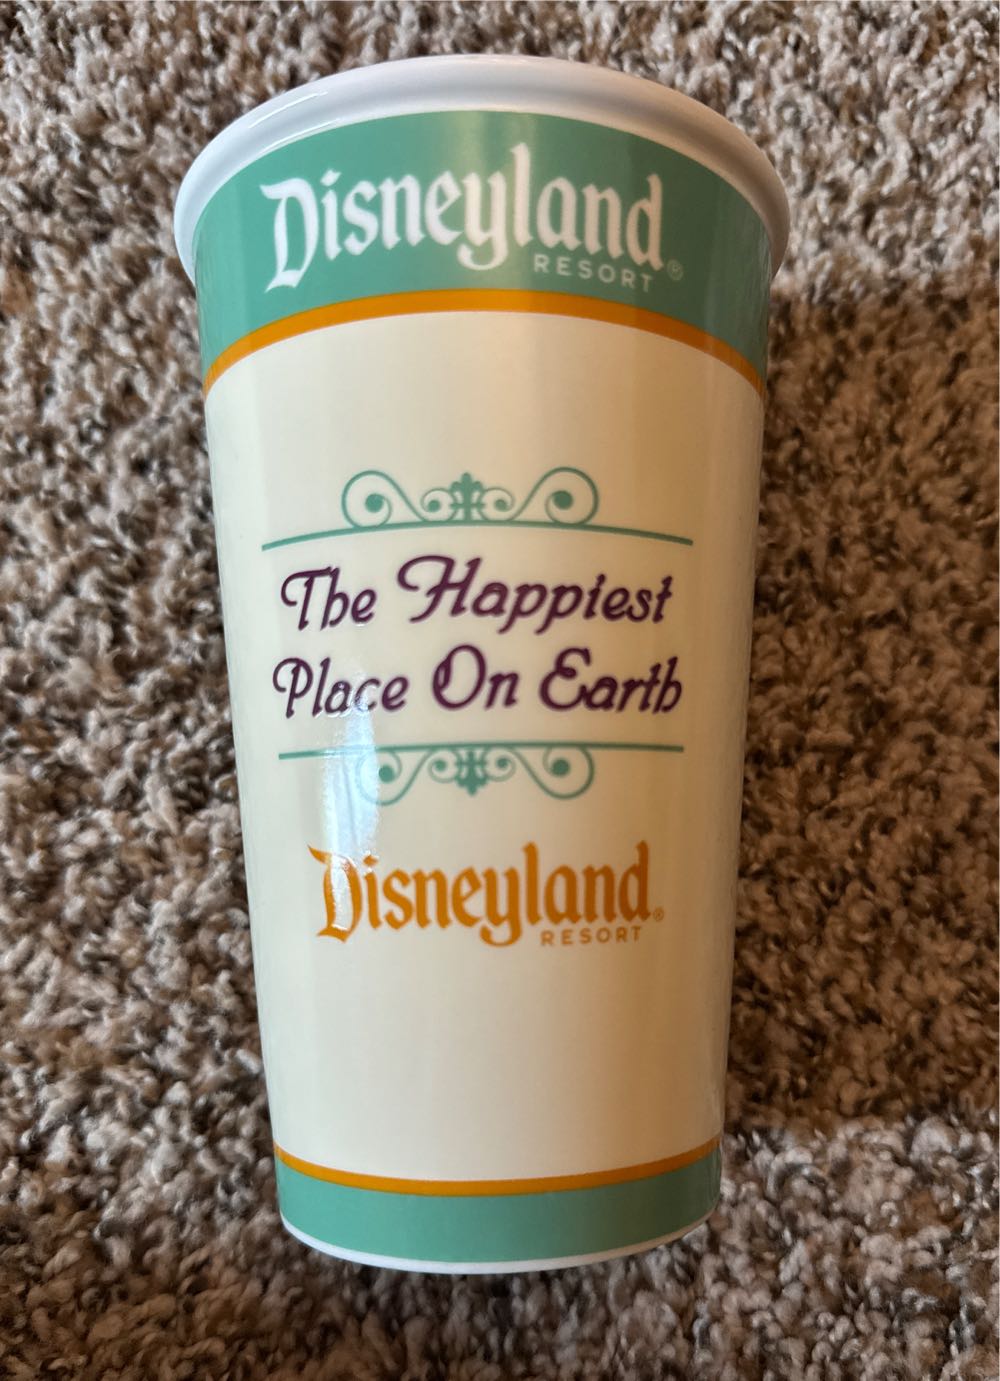 Disneyland
RESORT®
The Happiest
Place On Earth
Disneyland®
RESORT